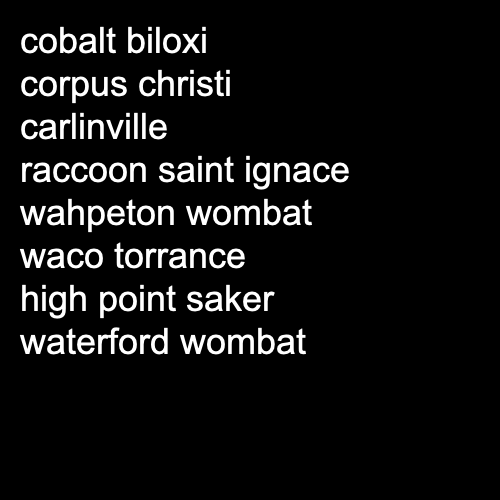 cobalt biloxi
corpus christi
carlinville
raccoon saint ignace
wahpeton wombat
waco torrance
high point saker
waterford wombat